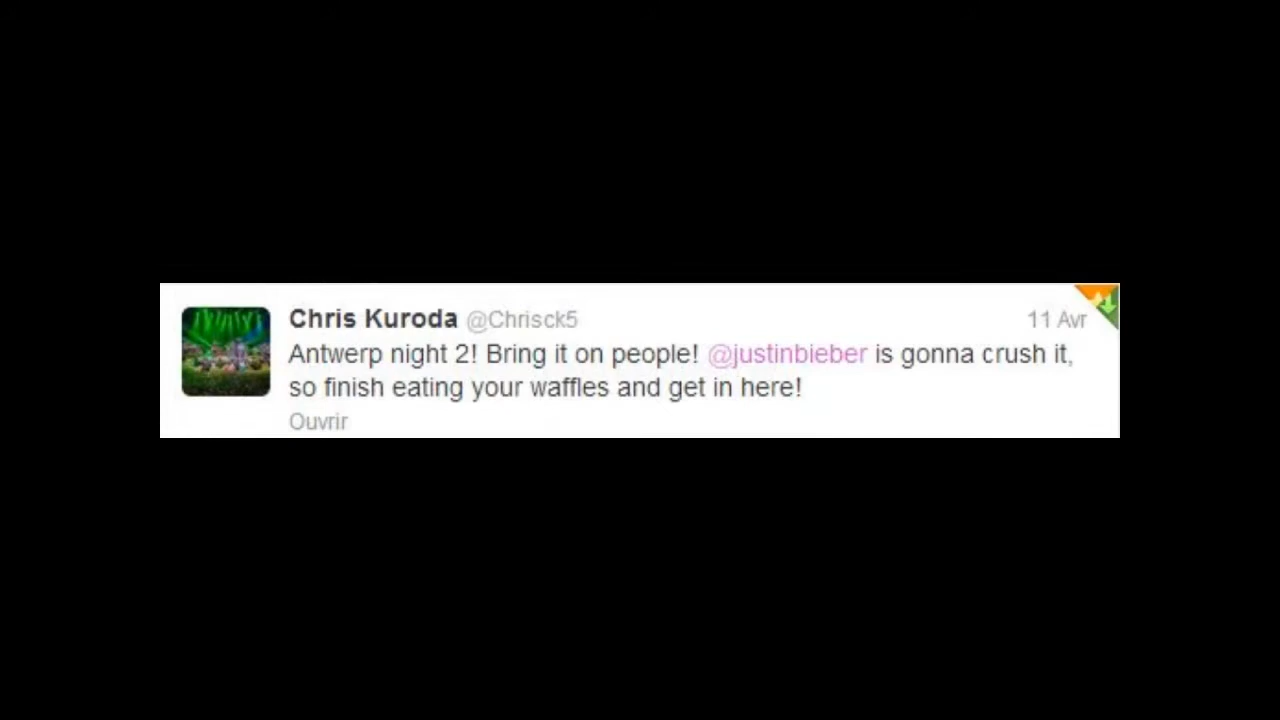 Chris Kuroda @Chrisck5 11 Avr
Antwerp night 2! Bring it on people! @justinbieber is gonna crush it,
so finish eating your waffles and get in here!
Ouvrir